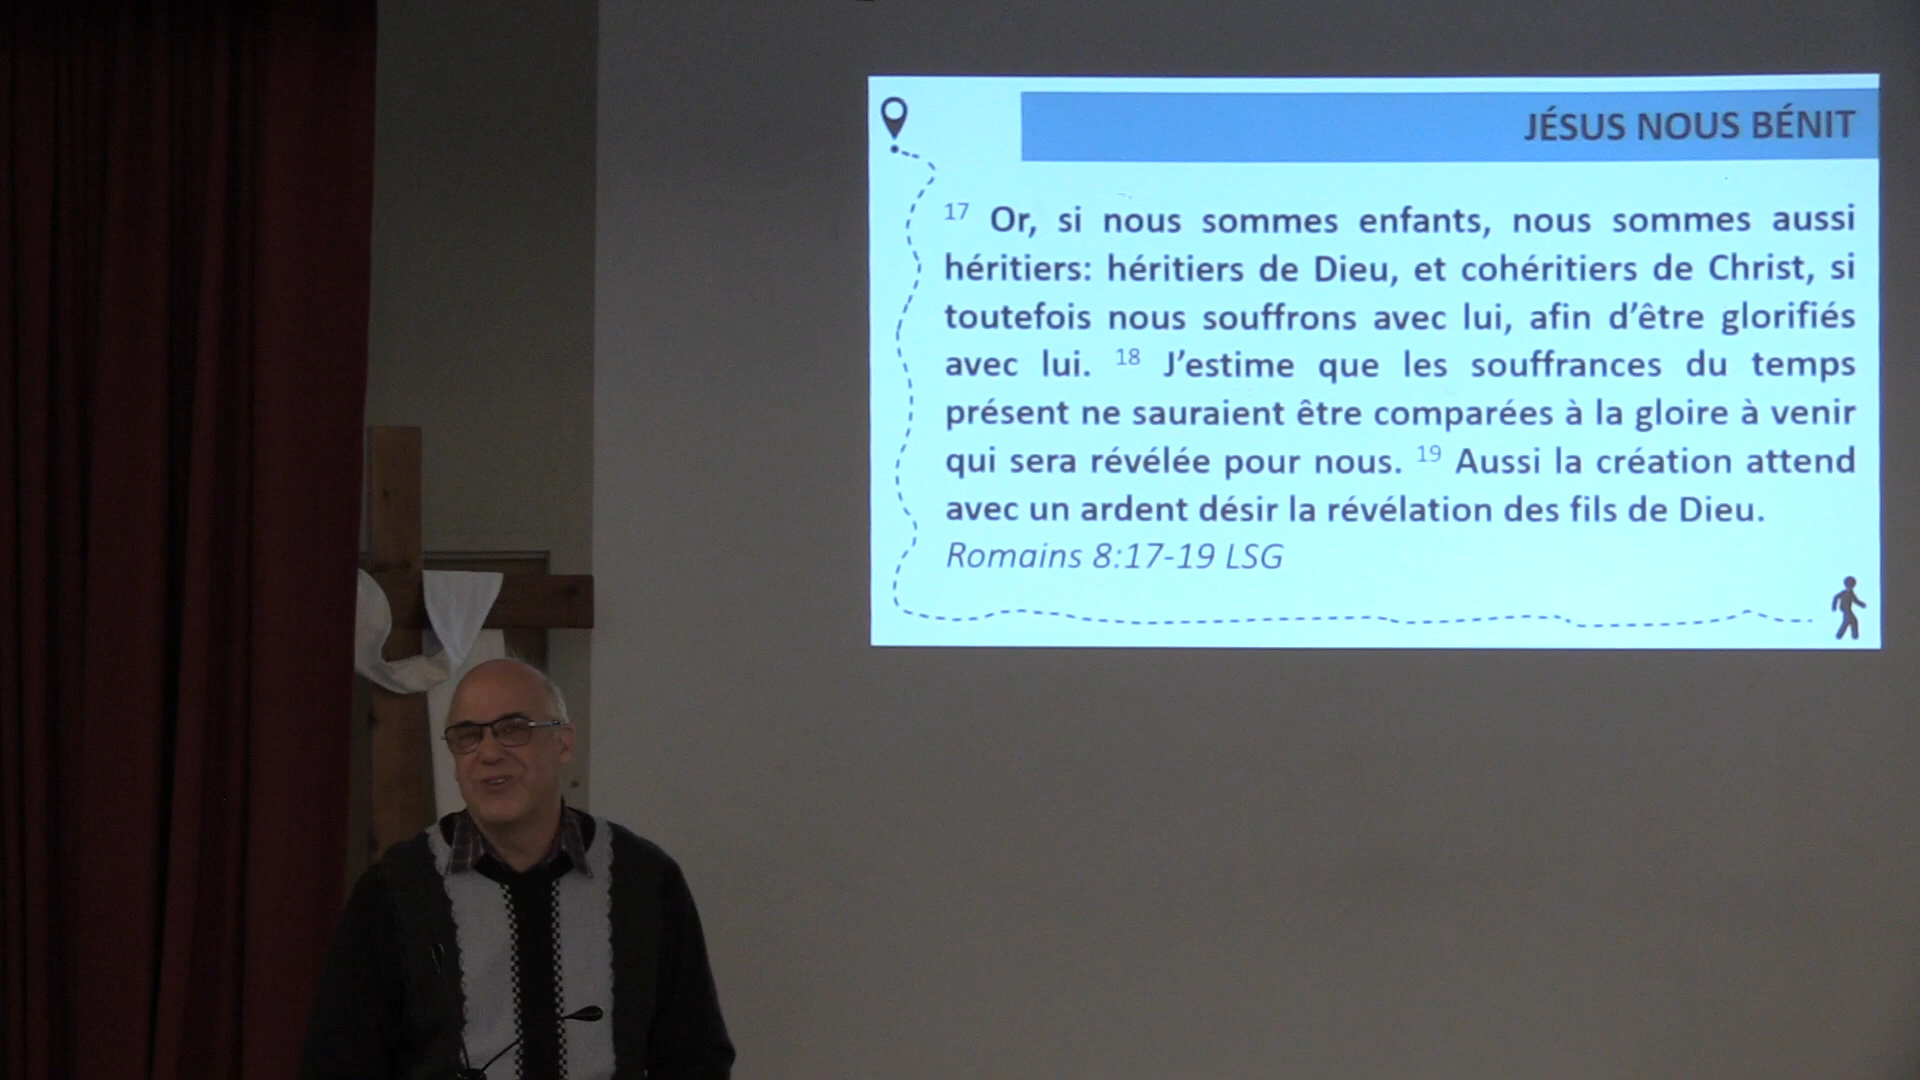 JÉSUS NOUS BÉNIT
17 Or, si nous sommes enfants, nous sommes aussi
héritiers: héritiers de Dieu, et cohéritiers de Christ, si
toutefois nous souffrons avec lui, afin d’être glorifiés
avec lui. 18 J’estime que les souffrances du temps
présent ne sauraient être comparées à la gloire à venir
qui sera révélée pour nous. 19 Aussi la création attend
avec un ardent désir la révélation des fils de Dieu.
Romains 8:17-19 LSG